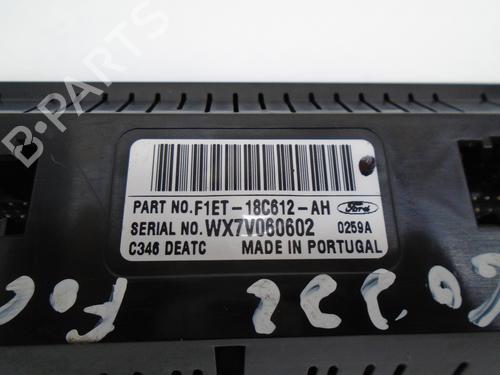 PART NO. F1ET-18C612-AH Ford
SERIAL NO. WX7V060602 0259A
C346 DEATC MADE IN PORTUGAL
B-PARTS